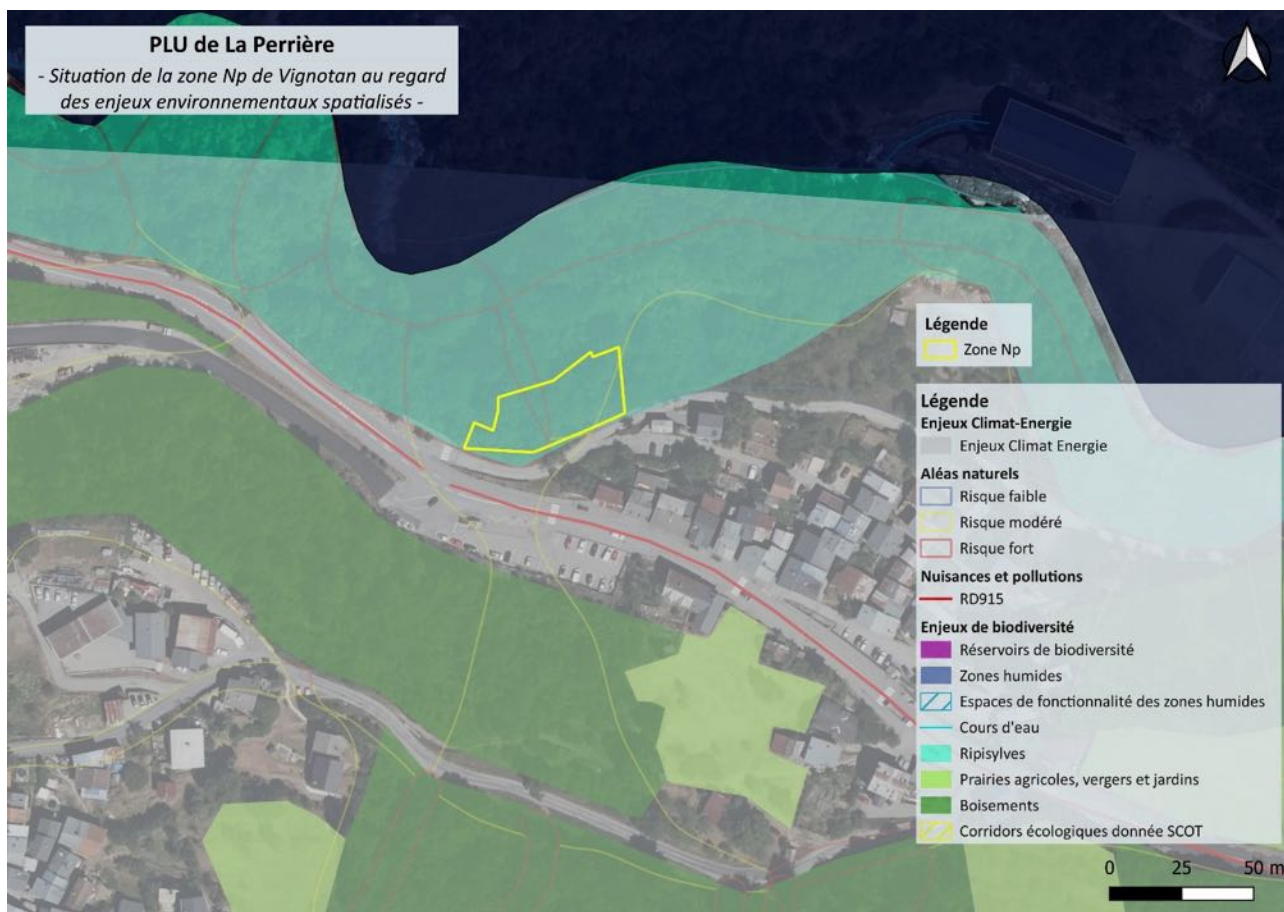 PLU de La Perrière
- Situation de la zone Np de Vignotan au regard
des enjeux environnementaux spatialisés -
Légende
Zone Np
Légende
Enjeux Climat-Energie
Enjeux Climat Energie
Aléas naturels
Risque faible
Risque modéré
Risque fort
Nuisances et pollutions
RD915
Enjeux de biodiversité
Réservoirs de biodiversité
Zones humides
Espaces de fonctionnalité des zones humides
Cours d'eau
Ripisylves
Prairies agricoles, vergers et jardins
Boisements
Corridors écologiques donnée SCOT
0 25 50 m